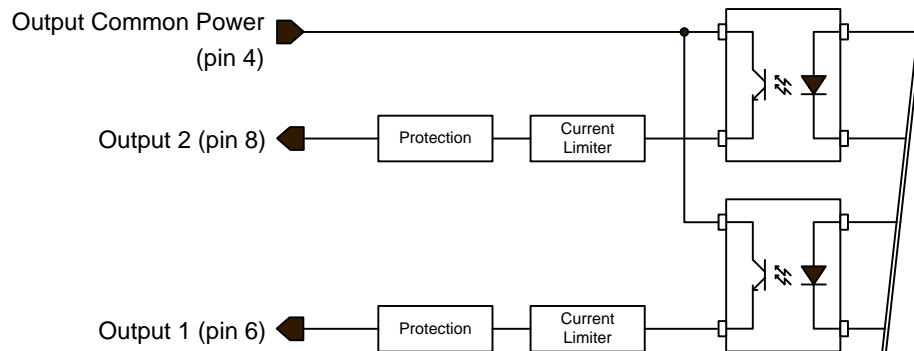 Output Common Power
(pin 4)
Output 2 (pin 8)
Protection
Current
Limiter
Output 1 (pin 6)
Protection
Current
Limiter